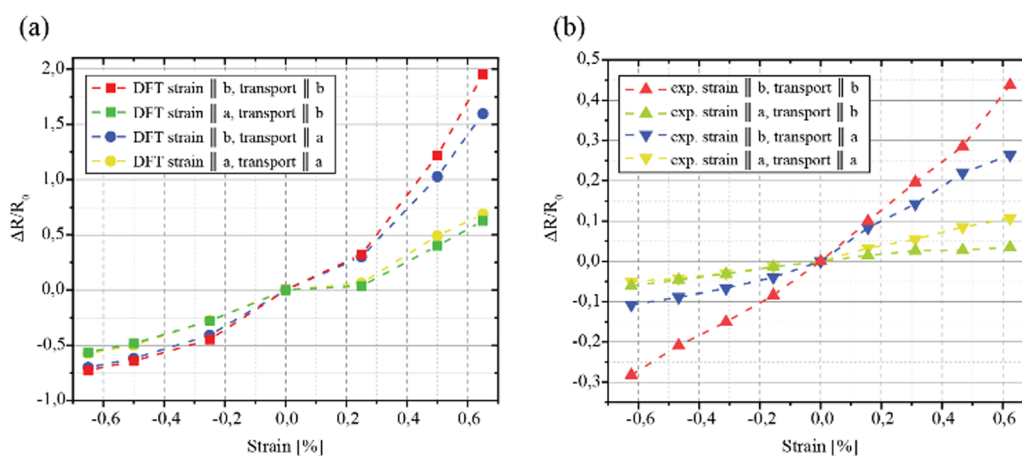 (a)
2,0
1,5
1,0
0,5
0,0
-0,5
-1,0
ΔR/R0
DFT strain ∥ b, transport ∥ b
DFT strain ∥ a, transport ∥ b
DFT strain ∥ b, transport ∥ a
DFT strain ∥ a, transport ∥ a
-0,6 -0,4 -0,2 0,0 0,2 0,4 0,6
Strain [%]
(b)
0,5
0,4
0,3
0,2
0,1
0,0
-0,1
-0,2
-0,3
ΔR/R0
exp. strain ∥ b, transport ∥ b
exp. strain ∥ a, transport ∥ b
exp. strain ∥ b, transport ∥ a
exp. strain ∥ a, transport ∥ a
-0,6 -0,4 -0,2 0,0 0,2 0,4 0,6
Strain [%]